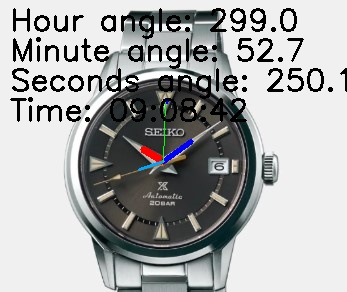 Hour angle: 299.0
Minute angle: 52.7
Seconds angle: 250.1
Time: 09:08:42
SEIKO
6
Automatic
20BAR